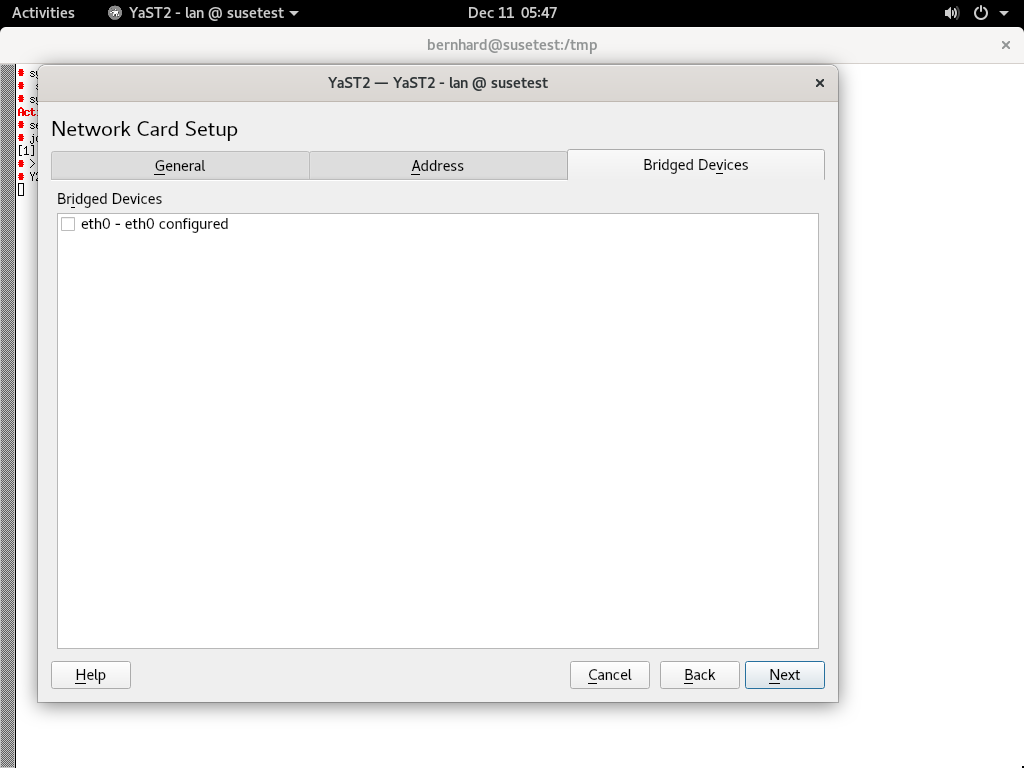 Activities YaST2 - lan @ susetest Dec 11 05:47
bernhard@susetest:/tmp
YaST2 — YaST2 - lan @ susetest
Network Card Setup
General Address Bridged Devices
Bridged Devices
eth0 - eth0 configured
Help Cancel Back Next
# 
# 
# 
# 
# 
[1]
# >
#